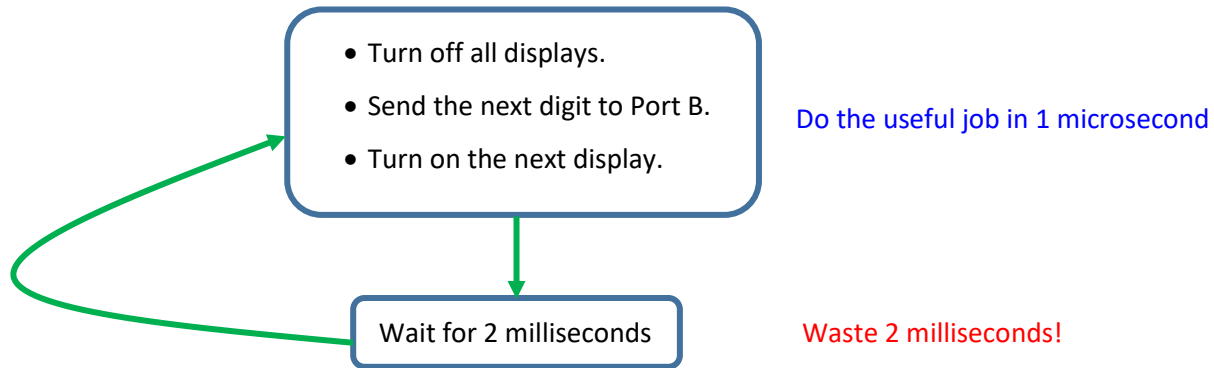 • Turn off all displays.
• Send the next digit to Port B.
• Turn on the next display.
Do the useful job in 1 microsecond
Wait for 2 milliseconds
Waste 2 milliseconds!